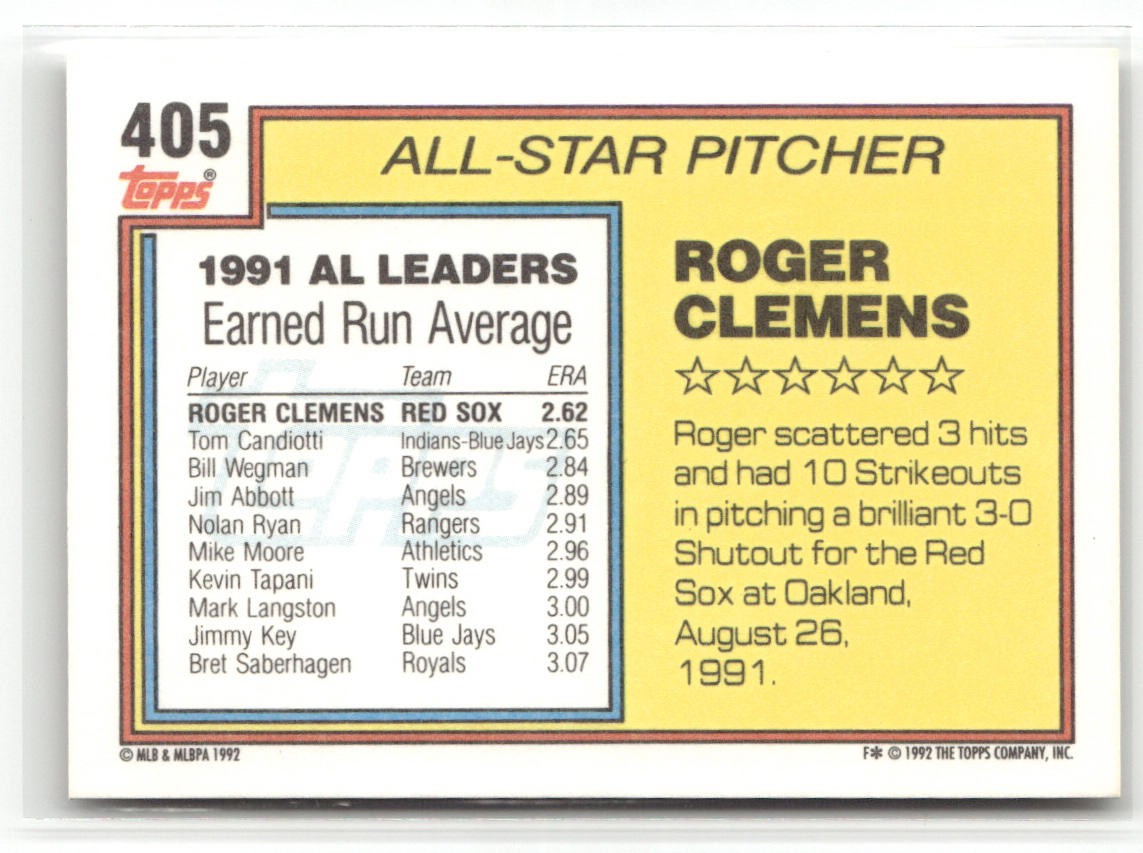 405
topps®
ALL-STAR PITCHER
1991 AL LEADERS
Earned Run Average
Player Team ERA
ROGER CLEMENS RED SOX 2.62
Tom Candiotti Indians-Blue Jays 2.65
Bill Wegman Brewers 2.84
Jim Abbott Angels 2.89
Nolan Ryan Rangers 2.91
Mike Moore Athletics 2.96
Kevin Tapani Twins 2.99
Mark Langston Angels 3.00
Jimmy Key Blue Jays 3.05
Bret Saberhagen Royals 3.07
topps
ROGER
CLEMENS
Roger scattered 3 hits
and had 10 Strikeouts
in pitching a brilliant 3-0
Shutout for the Red
Sox at Oakland,
August 26,
1991.
© MLB & MLBPA 1992
F✻ © 1992 THE TOPPS COMPANY, INC.